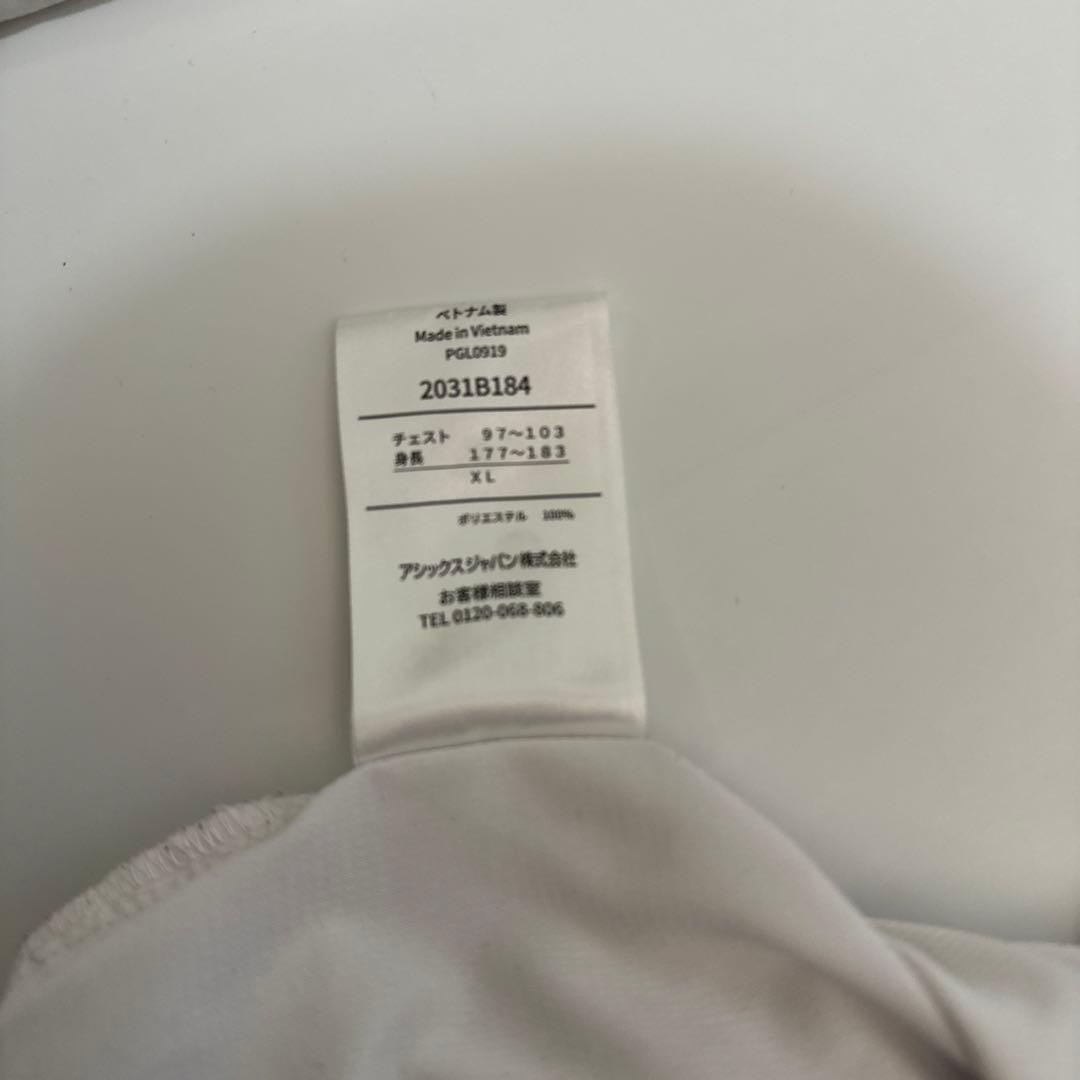 ベトナム製
Made in Vietnam
PGL0919
2031B184
チェスト 97～103
身長 177～183
XL
ポリエステル 100%
アシックスジャパン株式会社
お客様相談室
TEL 0120-068-806